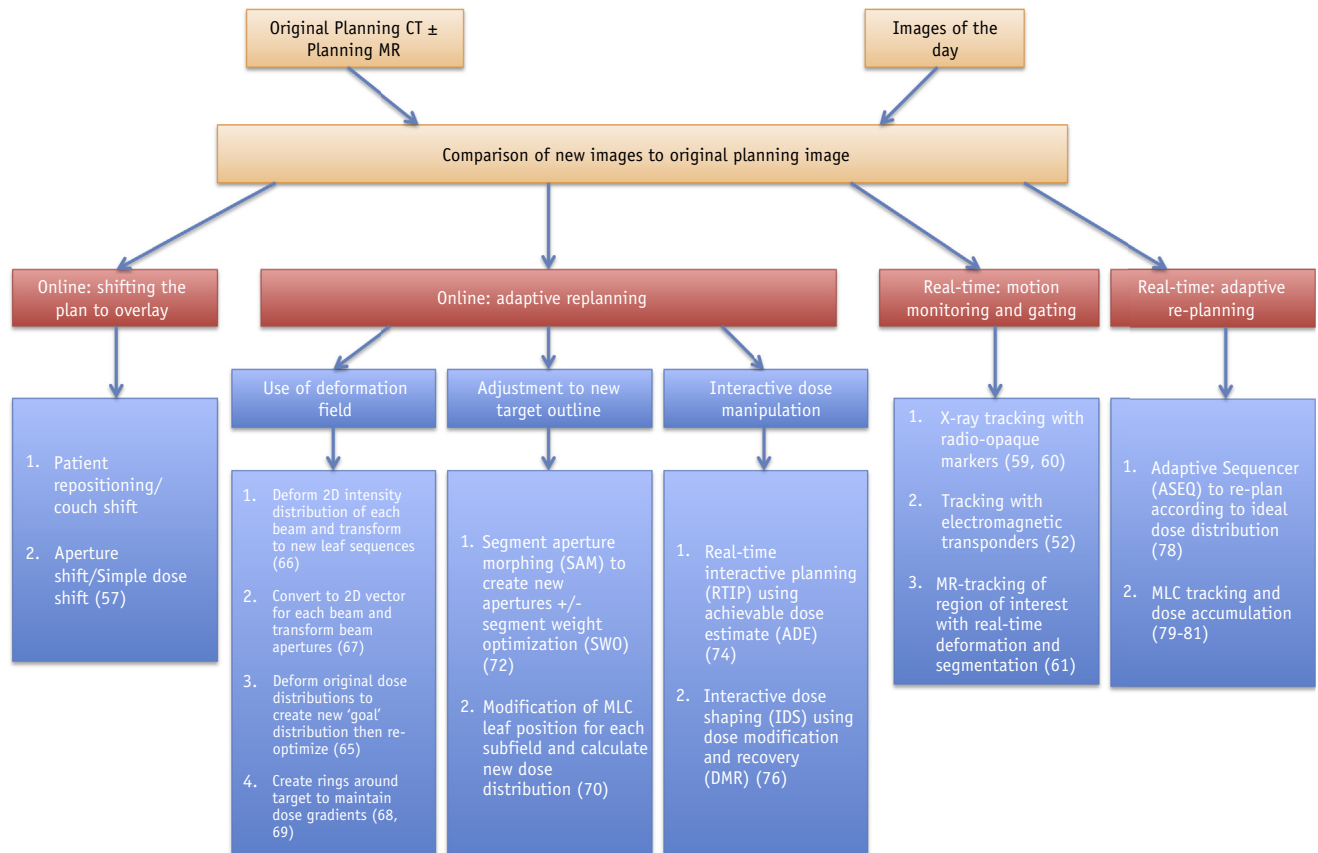 Original Planning CT ±
Planning MR
Images of the
day
Comparison of new images to original planning image
Online: shifting the
plan to overlay
Online: adaptive replanning
Real-time: motion
monitoring and gating
Real-time: adaptive
re-planning
Use of deformation
field
Adjustment to new
target outline
Interactive dose
manipulation
1. Patient
repositioning/
couch shift
2. Aperture
shift/Simple dose
shift (57)
1. Deform 2D intensity
distribution of each
beam and transform
to new leaf sequences
(66)
2. Convert to 2D vector
for each beam and
transform beam
apertures (67)
3. Deform original dose
distributions to
create new ‘goal’
distribution then re-
optimize (65)
4. Create rings around
target to maintain
dose gradients (68,
69)
1. Segment aperture
morphing (SAM) to
create new
apertures +/-
segment weight
optimization (SWO)
(72)
2. Modification of MLC
leaf position for each
subfield and calculate
new dose
distribution (70)
1. Real-time
interactive planning
(RTIP) using
achievable dose
estimate (ADE)
(74)
2. Interactive dose
shaping (IDS) using
dose modification
and recovery
(DMR) (76)
1. X-ray tracking with
radio-opaque
markers (59, 60)
2. Tracking with
electromagnetic
transponders (52)
3. MR-tracking of
region of interest
with real-time
deformation and
segmentation (61)
1. Adaptive Sequencer
(ASEQ) to re-plan
according to ideal
dose distribution
(78)
2. MLC tracking and
dose accumulation
(79-81)